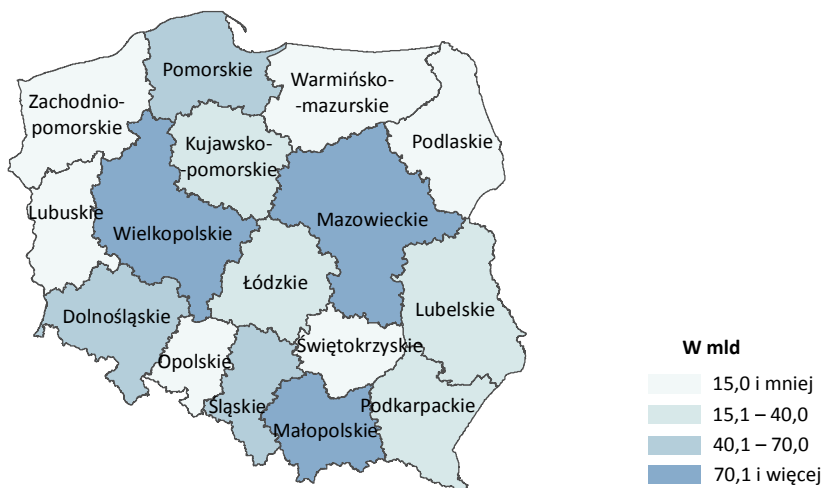 Pomorskie
Warmińsko-
-mazurskie
Zachodnio-
pomorskie
Podlaskie
Kujawsko-
-pomorskie
Lubuskie
Wielkopolskie
Mazowieckie
Łódzkie
Dolnośląskie
Lubelskie
Opolskie
Świętokrzyskie
Śląskie
Małopolskie
Podkarpackie
W mld
15,0 i mniej
15,1 – 40,0
40,1 – 70,0
70,1 i więcej